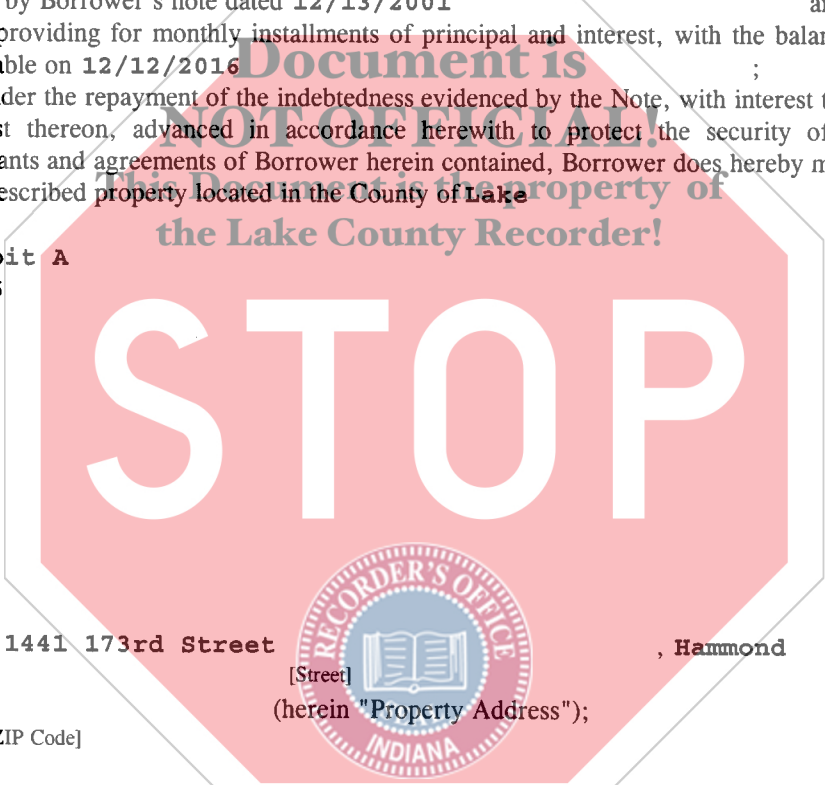 by Borrower's note dated 12/13/2001
providing for monthly installments of principal and interest, with the balan
able on 12/12/2016 ;
Document is
der the repayment of the indebtedness evidenced by the Note, with interest t
NOT OFFICIAL!
st thereon, advanced in accordance herewith to protect the security of
ants and agreements of Borrower herein contained, Borrower does hereby m
This Document is the property of
escribed property located in the County of Lake
the Lake County Recorder!
bit A
STOP
RECORDER'S OFFICE
1441 173rd Street , Hammond
[Street]
(herein "Property Address");
ZIP Code]
INDIANA